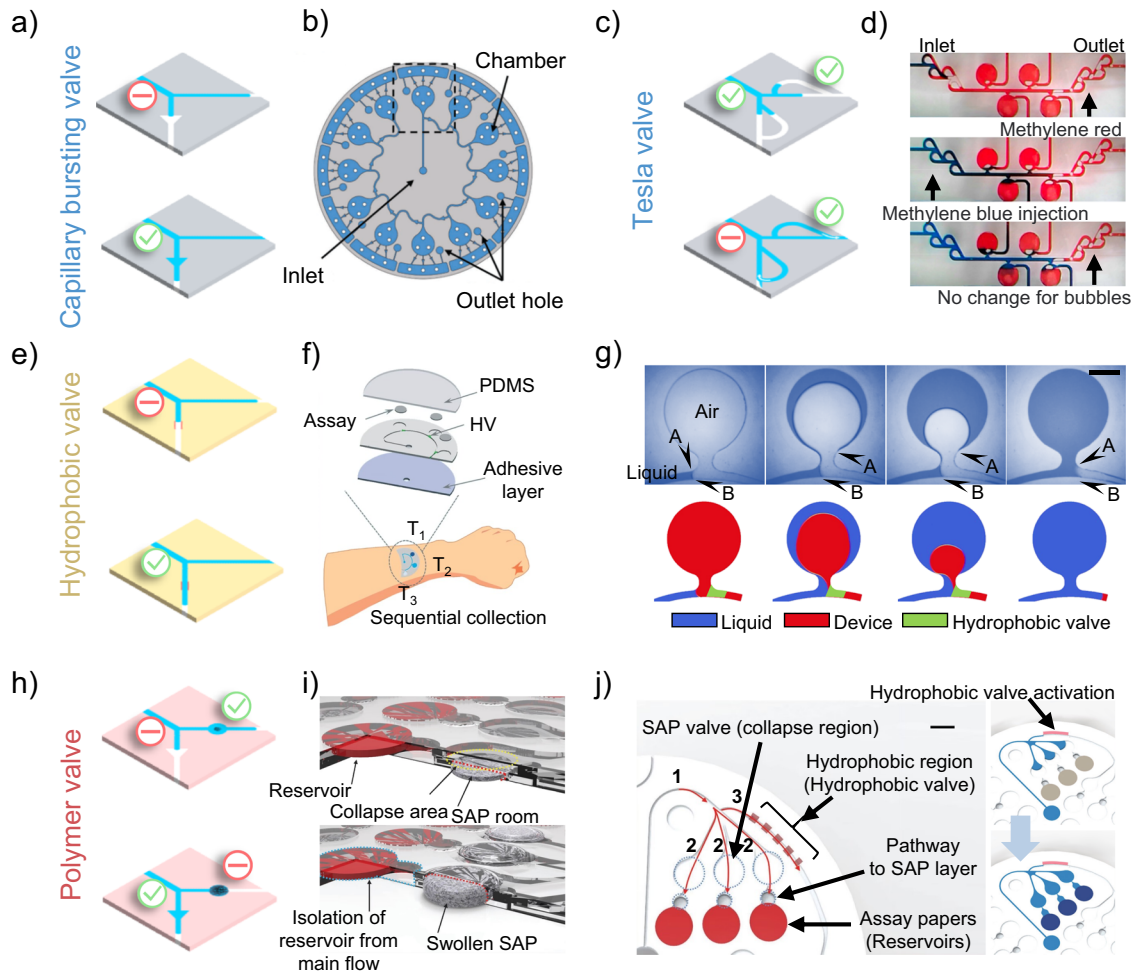 a)
Capillary bursting valve
b)
Chamber
Inlet
Outlet hole
c)
Tesla valve
d)
Inlet
Outlet
Methylene red
Methylene blue injection
No change for bubbles
e)
Hydrophobic valve
f)
PDMS
Assay
HV
Adhesive
layer
T1
T2
T3
Sequential collection
g)
Air
A
Liquid
B
A
B
A
B
A
B
Liquid
Device
Hydrophobic valve
h)
Polymer valve
i)
Reservoir
Collapse area
SAP room
Isolation of
reservoir from
main flow
Swollen SAP
j)
Hydrophobic valve activation
SAP valve (collapse region)
Hydrophobic region
(Hydrophobic valve)
1
3
2
2
2
Pathway
to SAP layer
Assay papers
(Reservoirs)